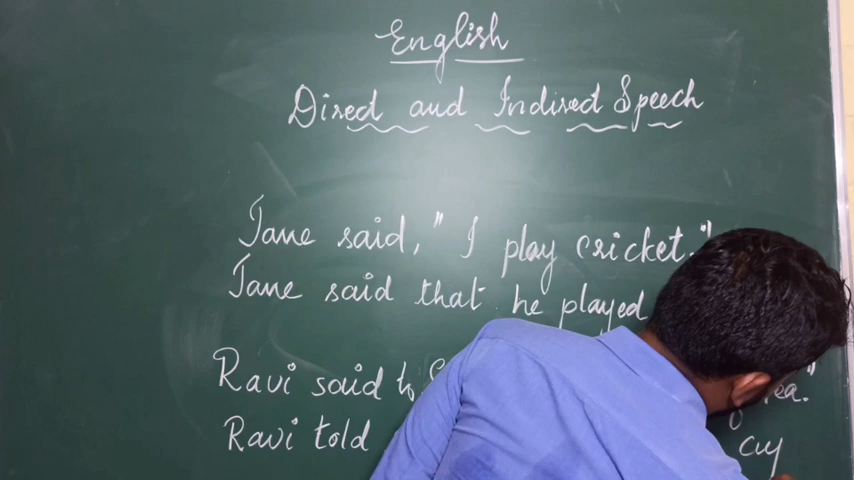 English
Direct and Indirect Speech
Jane said, "I play cricket."
Jane said that he played
Ravi said to
Ravi told